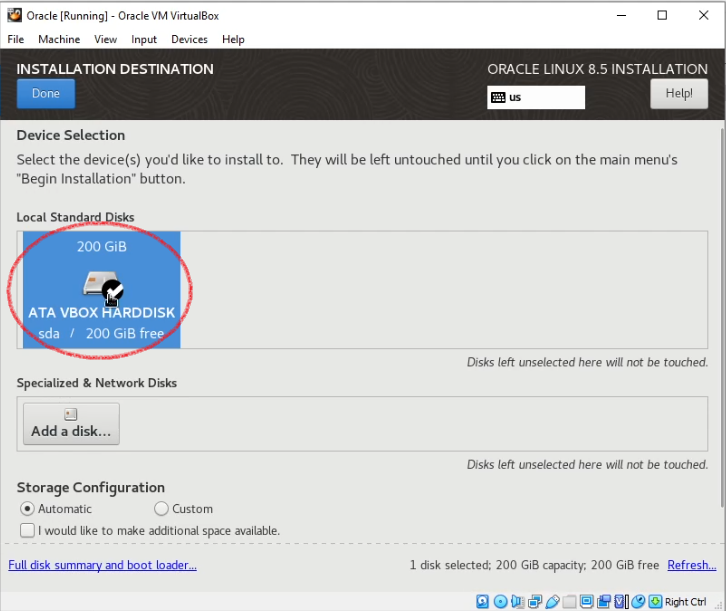 Oracle [Running] - Oracle VM VirtualBox
File Machine View Input Devices Help
INSTALLATION DESTINATION
ORACLE LINUX 8.5 INSTALLATION
Done
us
Help!
Device Selection
Select the device(s) you'd like to install to. They will be left untouched until you click on the main menu's
"Begin Installation" button.
Local Standard Disks
200 GiB
ATA VBOX HARDDISK
sda / 200 GiB free
Disks left unselected here will not be touched.
Specialized & Network Disks
Add a disk...
Disks left unselected here will not be touched.
Storage Configuration
Automatic Custom
I would like to make additional space available.
Full disk summary and boot loader... 1 disk selected; 200 GiB capacity; 200 GiB free Refresh...
Right Ctrl